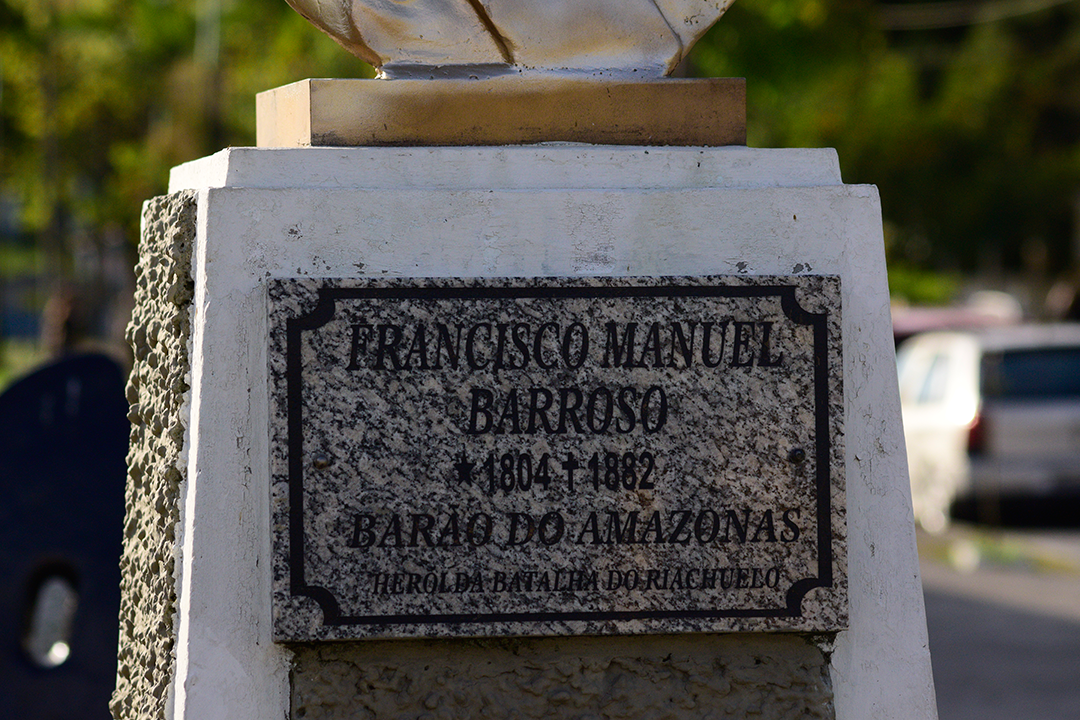 FRANCISCO MANUEL
BARROSO
★1804 ✝ 1882
BARÃO DO AMAZONAS
HERÓI DA BATALHA DO RIACHUELO